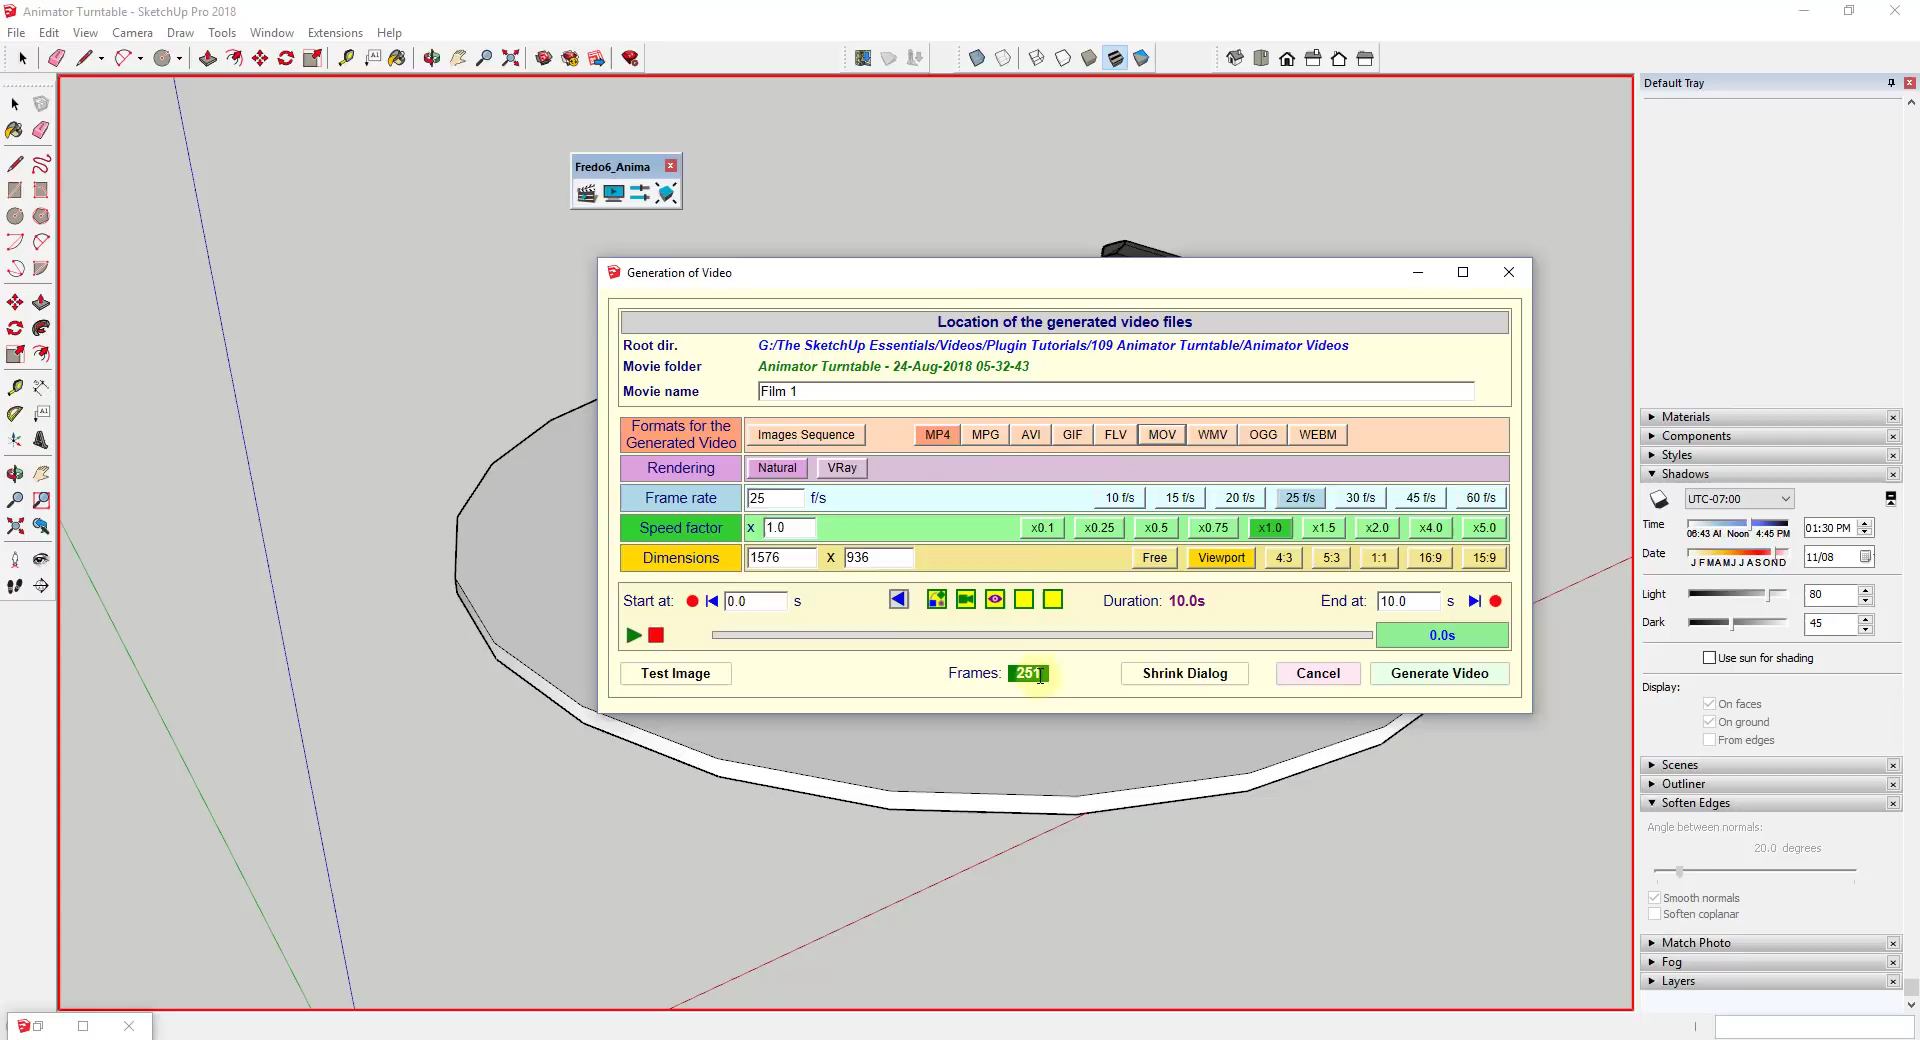 Animator Turntable - SketchUp Pro 2018
File Edit View Camera Draw Tools Window Extensions Help
Default Tray
Fredo6_Anima
Generation of Video
Location of the generated video files
Root dir. G:/The SketchUp Essentials/Videos/Plugin Tutorials/109 Animator Turntable/Animator Videos
Movie folder Animator Turntable - 24-Aug-2018 05-32-43
Movie name Film 1
Formats for the
Generated Video
Images Sequence MP4 MPG AVI GIF FLV MOV WMV OGG WEBM
Rendering Natural VRay
Frame rate 25 f/s 10 f/s 15 f/s 20 f/s 25 f/s 30 f/s 45 f/s 60 f/s
Speed factor x 1.0 x0.1 x0.25 x0.5 x0.75 x1.0 x1.5 x2.0 x4.0 x5.0
Dimensions 1576 X 936 Free Viewport 4:3 5:3 1:1 16:9 15:9
Start at: 0.0 s Duration: 10.0s End at: 10.0 s
0.0s
Test Image Frames: 251 Shrink Dialog Cancel Generate Video
Materials
Components
Styles
Shadows
UTC-07:00
Time 06:43 AI Noon 4:45 PM 01:30 PM
Date J F M A M J J A S O N D 11/08
Light 80
Dark 45
Use sun for shading
Display:
On faces
On ground
From edges
Scenes
Outliner
Soften Edges
Angle between normals:
20.0 degrees
Smooth normals
Soften coplanar
Match Photo
Fog
Layers